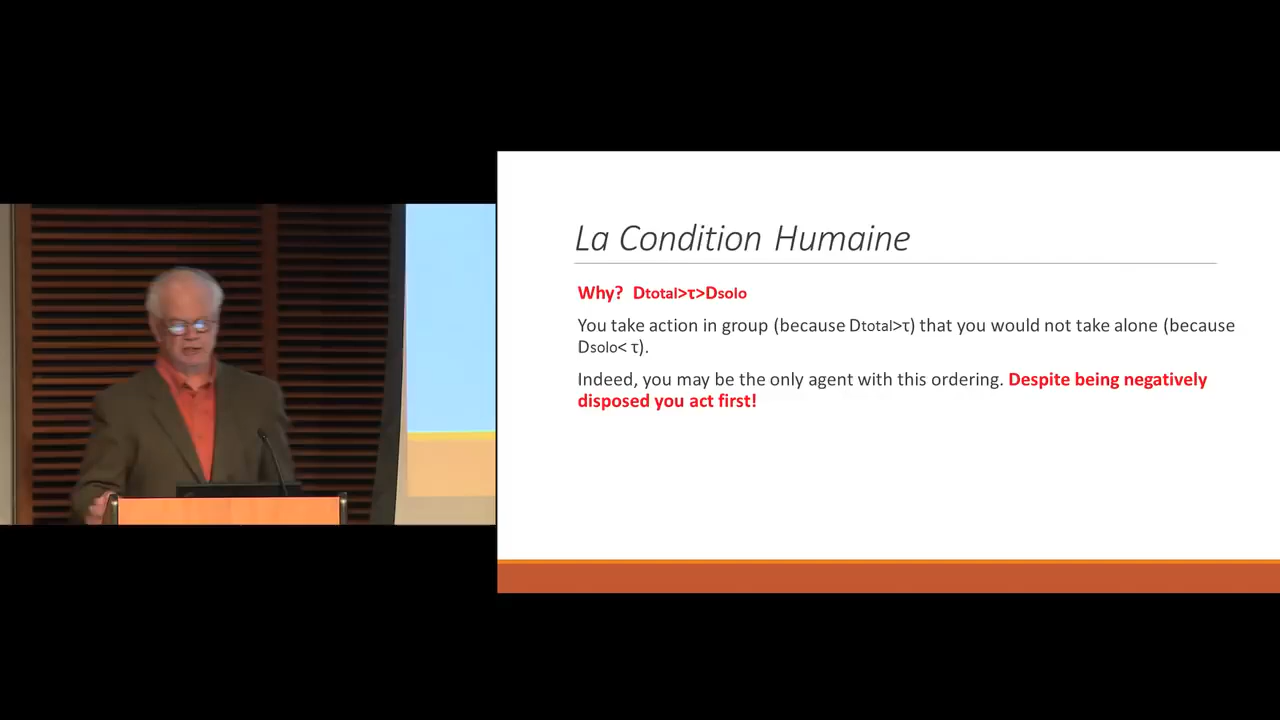 La Condition Humaine
Why? Dtotal>τ>Dsolo
You take action in group (because Dtotal>τ) that you would not take alone (because
Dsolo< τ).
Indeed, you may be the only agent with this ordering. Despite being negatively
disposed you act first!